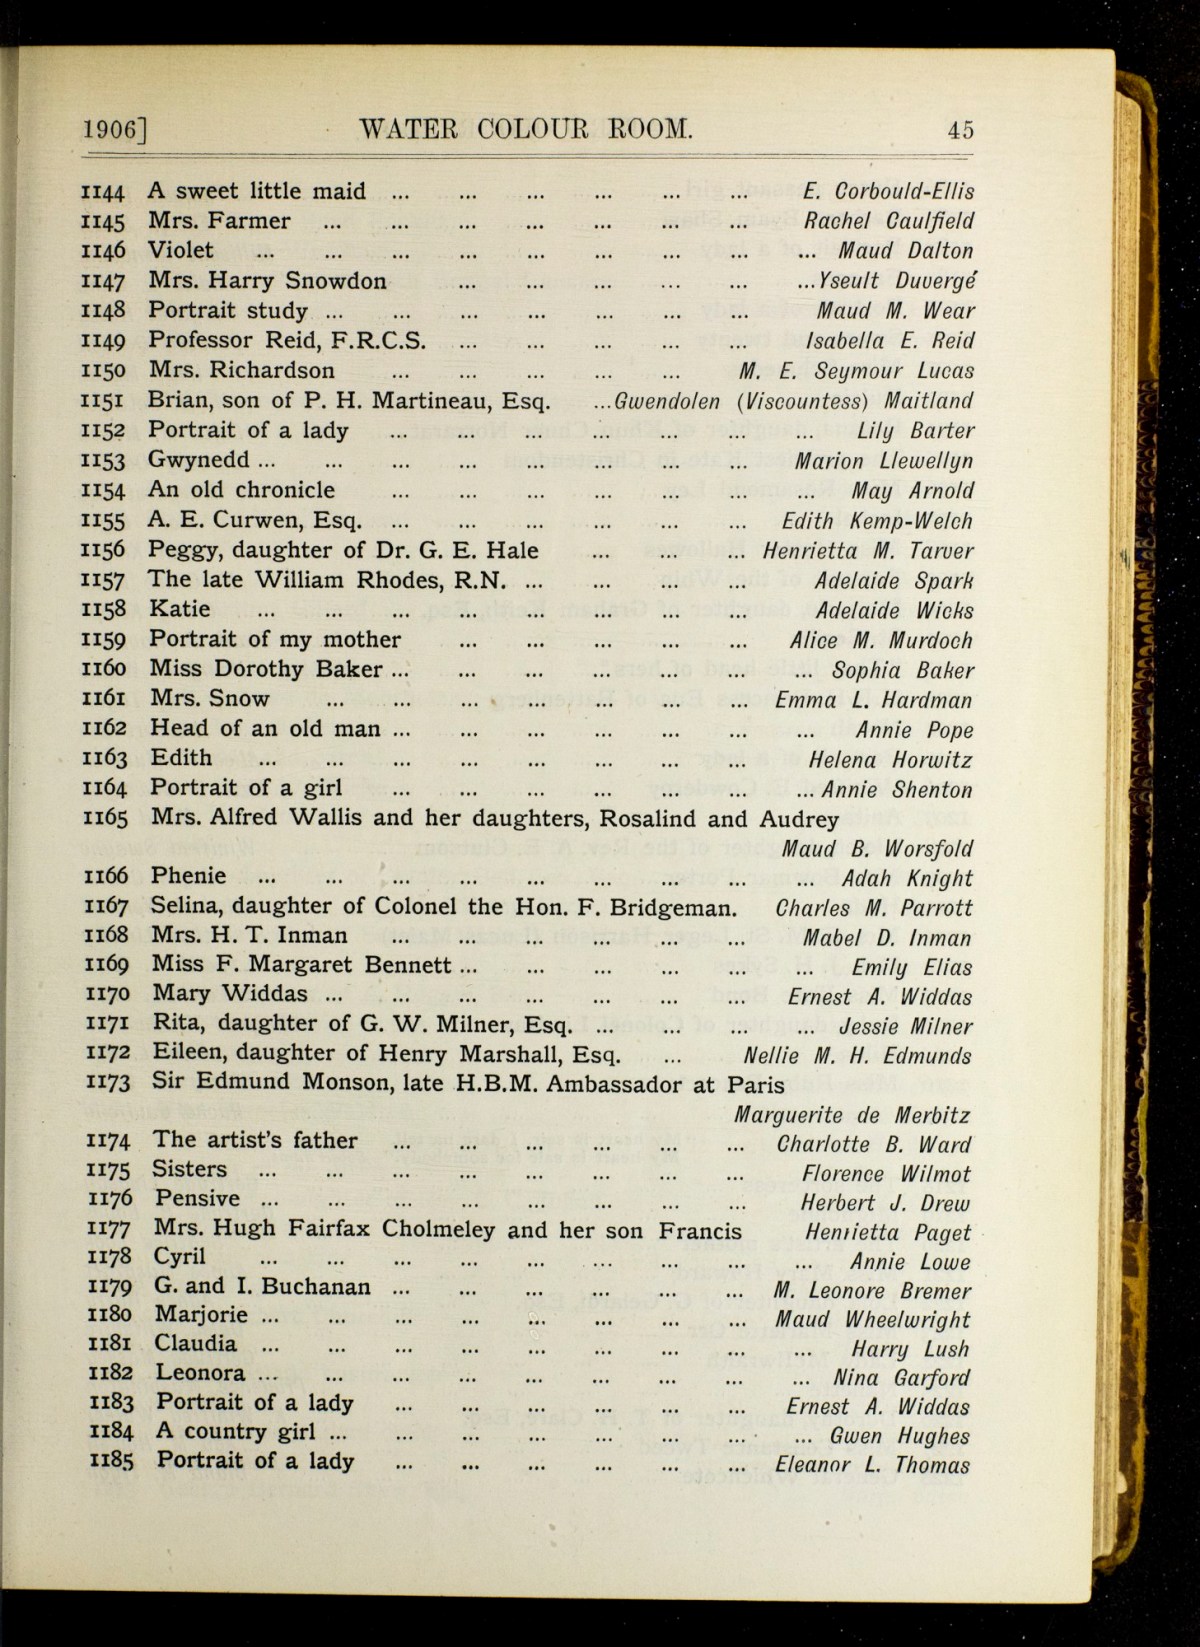 1906] WATER COLOUR ROOM. 45
1144 A sweet little maid ... ... ... ... ... ... E. Corbould-Ellis
1145 Mrs. Farmer ... ... ... ... ... ... ... Rachel Caulfield
1146 Violet ... ... ... ... ... ... ... ... ... Maud Dalton
1147 Mrs. Harry Snowdon ... ... ... ... ... ...Yseult Duvergé
1148 Portrait study ... ... ... ... ... ... ... Maud M. Wear
1149 Professor Reid, F.R.C.S. ... ... ... ... ... Isabella E. Reid
1150 Mrs. Richardson ... ... ... ... ... M. E. Seymour Lucas
1151 Brian, son of P. H. Martineau, Esq. ...Gwendolen (Viscountess) Maitland
1152 Portrait of a lady ... ... ... ... ... ... ... Lily Barter
1153 Gwynedd ... ... ... ... ... ... ... ... Marion Llewellyn
1154 An old chronicle ... ... ... ... ... ... ... May Arnold
1155 A. E. Curwen, Esq. ... ... ... ... ... ... Edith Kemp-Welch
1156 Peggy, daughter of Dr. G. E. Hale ... ... ... Henrietta M. Tarver
1157 The late William Rhodes, R.N. ... ... ... ... Adelaide Spark
1158 Katie ... ... ... ... ... ... ... ... Adelaide Wicks
1159 Portrait of my mother ... ... ... ... ... Alice M. Murdoch
1160 Miss Dorothy Baker ... ... ... ... ... ... ... Sophia Baker
1161 Mrs. Snow ... ... ... ... ... ... ... Emma L. Hardman
1162 Head of an old man ... ... ... ... ... ... ... Annie Pope
1163 Edith ... ... ... ... ... ... ... ... Helena Horwitz
1164 Portrait of a girl ... ... ... ... ... ... ... Annie Shenton
1165 Mrs. Alfred Wallis and her daughters, Rosalind and Audrey
Maud B. Worsfold
1166 Phenie ... ... ... ... ... ... ... ... ... Adah Knight
1167 Selina, daughter of Colonel the Hon. F. Bridgeman. Charles M. Parrott
1168 Mrs. H. T. Inman ... ... ... ... ... ... Mabel D. Inman
1169 Miss F. Margaret Bennett ... ... ... ... ... ... Emily Elias
1170 Mary Widdas ... ... ... ... ... ... ... Ernest A. Widdas
1171 Rita, daughter of G. W. Milner, Esq. ... ... ... ... Jessie Milner
1172 Eileen, daughter of Henry Marshall, Esq. ... Nellie M. H. Edmunds
1173 Sir Edmund Monson, late H.B.M. Ambassador at Paris
Marguerite de Merbitz
1174 The artist's father ... ... ... ... ... ... Charlotte B. Ward
1175 Sisters ... ... ... ... ... ... ... ... Florence Wilmot
1176 Pensive ... ... ... ... ... ... ... ... Herbert J. Drew
1177 Mrs. Hugh Fairfax Cholmeley and her son Francis Henrietta Paget
1178 Cyril ... ... ... ... ... ... ... ... ... Annie Lowe
1179 G. and I. Buchanan ... ... ... ... ... ... M. Leonore Bremer
1180 Marjorie ... ... ... ... ... ... ... ... Maud Wheelwright
1181 Claudia ... ... ... ... ... ... ... ... ... Harry Lush
1182 Leonora ... ... ... ... ... ... ... ... ... Nina Garford
1183 Portrait of a lady ... ... ... ... ... ... Ernest A. Widdas
1184 A country girl ... ... ... ... ... ... ... ... Gwen Hughes
1185 Portrait of a lady ... ... ... ... ... ... Eleanor L. Thomas